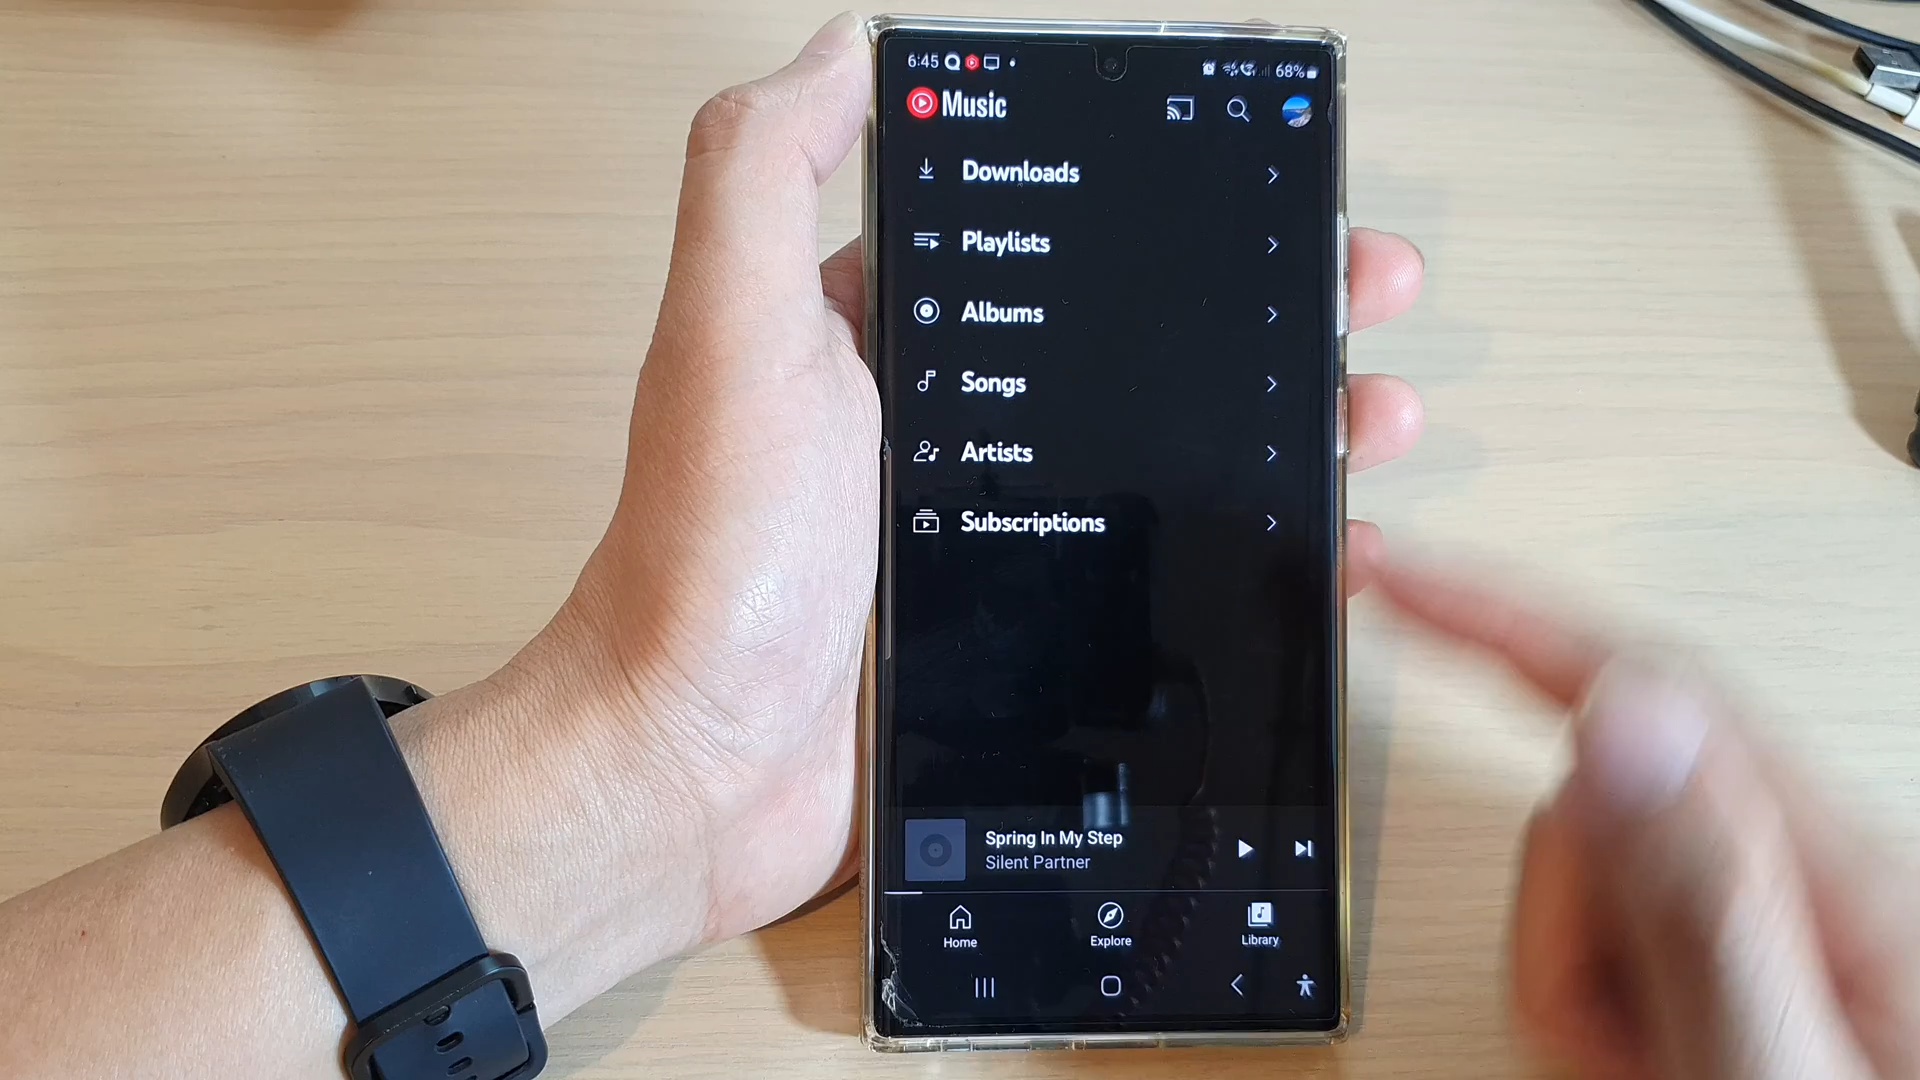 6:45
68%
Music
Downloads
Playlists
Albums
Songs
Artists
Subscriptions
Spring In My Step
Silent Partner
Home
Explore
Library